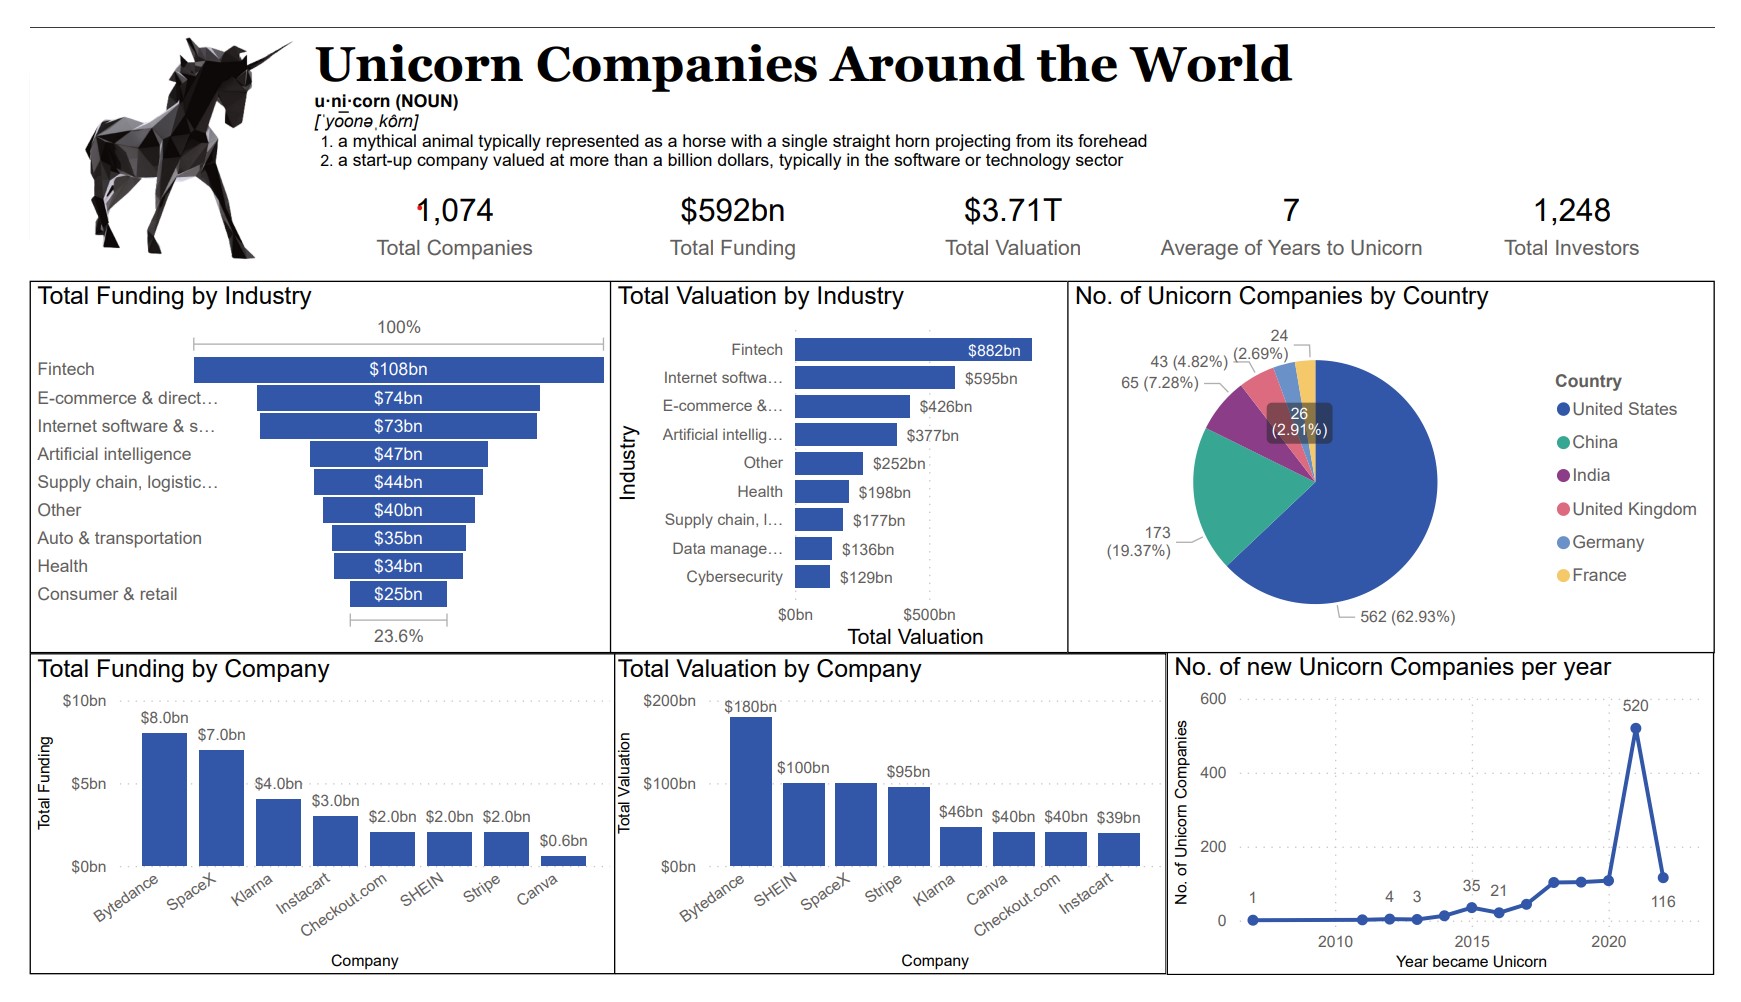 Unicorn Companies Around the World
u·ni·corn (NOUN)
[ˈyo͞onəˌkôrn]
1. a mythical animal typically represented as a horse with a single straight horn projecting from its forehead
2. a start-up company valued at more than a billion dollars, typically in the software or technology sector
1,074
Total Companies
$592bn
Total Funding
$3.71T
Total Valuation
7
Average of Years to Unicorn
1,248
Total Investors
Total Funding by Industry
100%
Fintech $108bn
E-commerce & direct… $74bn
Internet software & s… $73bn
Artificial intelligence $47bn
Supply chain, logistic… $44bn
Other $40bn
Auto & transportation $35bn
Health $34bn
Consumer & retail $25bn
23.6%
Total Valuation by Industry
Industry
Fintech $882bn
Internet softwa… $595bn
E-commerce &… $426bn
Artificial intellig… $377bn
Other $252bn
Health $198bn
Supply chain, l… $177bn
Data manage… $136bn
Cybersecurity $129bn
$0bn $500bn
Total Valuation
No. of Unicorn Companies by Country
24
(2.69%)
43 (4.82%)
65 (7.28%)
26
(2.91%)
173
(19.37%)
562 (62.93%)
Country
United States
China
India
United Kingdom
Germany
France
Total Funding by Company
Total Funding
$10bn
$5bn
$0bn
$8.0bn
$7.0bn
$4.0bn
$3.0bn
$2.0bn
$2.0bn
$2.0bn
$0.6bn
Bytedance
SpaceX
Klarna
Instacart
Checkout.com
SHEIN
Stripe
Canva
Company
Total Valuation by Company
Total Valuation
$200bn
$100bn
$0bn
$180bn
$100bn
$95bn
$46bn
$40bn
$40bn
$39bn
Bytedance
SHEIN
SpaceX
Stripe
Klarna
Canva
Checkout.com
Instacart
Company
No. of new Unicorn Companies per year
No. of Unicorn Companies
600
400
200
0
1
4
3
35
21
520
116
2010
2015
2020
Year became Unicorn